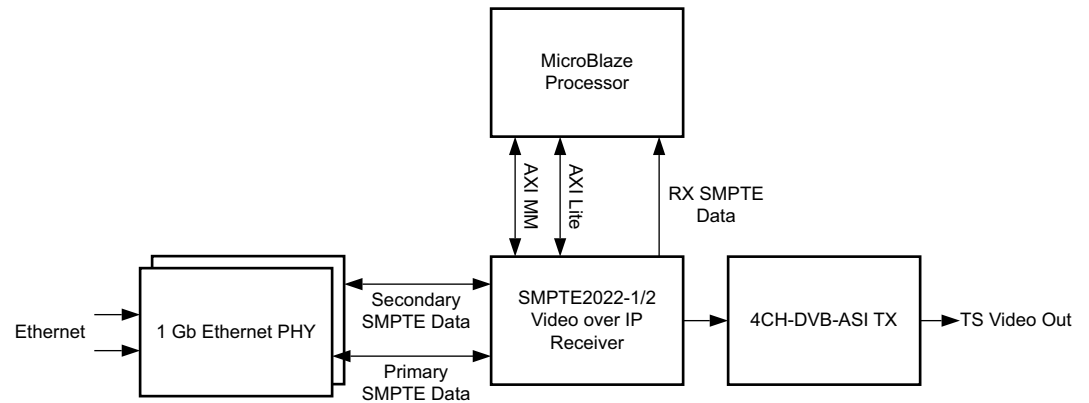 MicroBlaze
Processor
AXI MM
AXI Lite
RX SMPTE
Data
Ethernet
1 Gb Ethernet PHY
Secondary
SMPTE Data
Primary
SMPTE Data
SMPTE2022-1/2
Video over IP
Receiver
4CH-DVB-ASI TX
TS Video Out